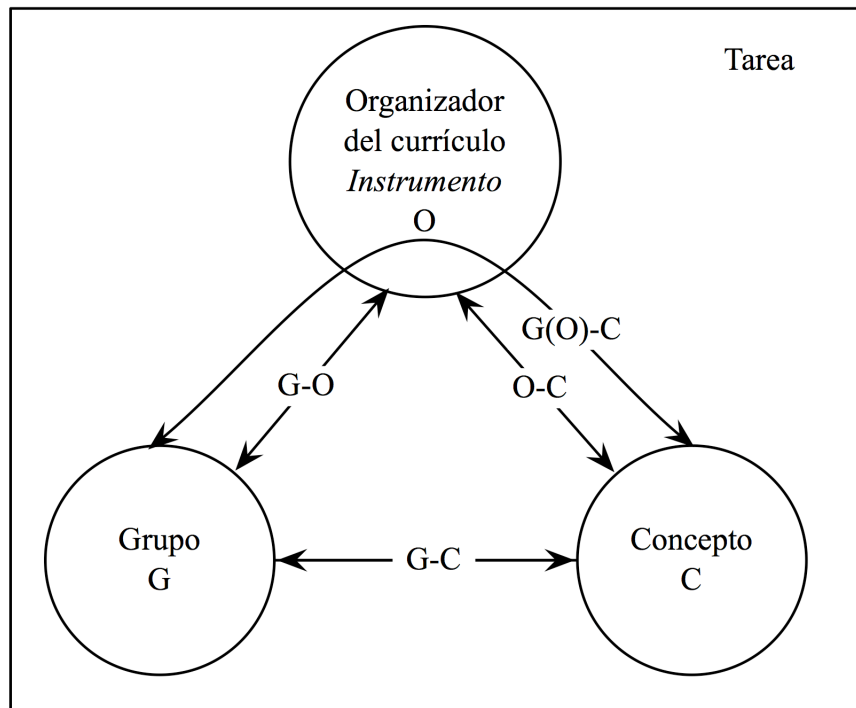 Tarea
Organizador
del currículo
Instrumento
O
G(O)-C
G-O
O-C
Grupo
G
G-C
Concepto
C